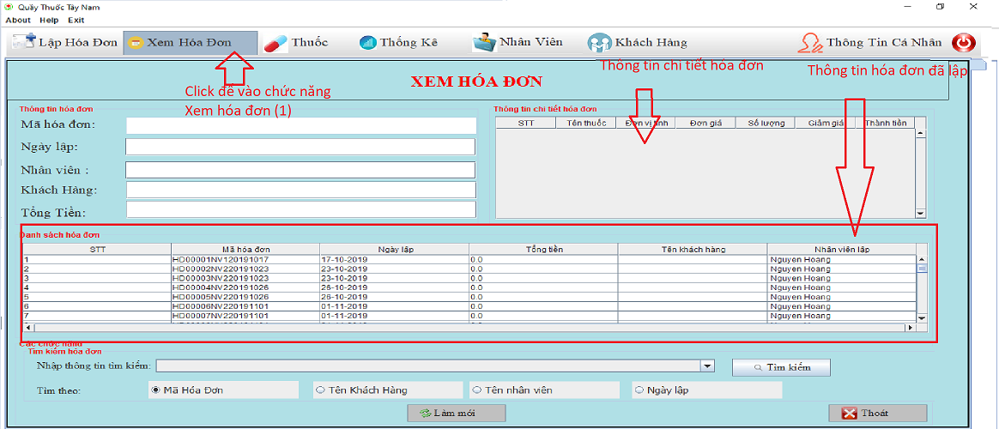 Quầy Thuốc Tây Nam
About Help Exit
Lập Hóa Đơn Xem Hóa Đơn Thuốc Thống Kê Nhân Viên Khách Hàng Thông Tin Cá Nhân
Click để vào chức năng
Xem hóa đơn (1)
XEM HÓA ĐƠN
Thông tin chi tiết hóa đơn
Thông tin hóa đơn đã lập
Thông tin hóa đơn
Mã hóa đơn:
Ngày lập:
Nhân viên :
Khách Hàng:
Tổng Tiền:
Thông tin chi tiết hóa đơn
STT Tên thuốc Đơn vị tính Đơn giá Số lượng Giảm giá Thành tiền
Danh sách hóa đơn
STT Mã hóa đơn Ngày lập Tổng tiền Tên khách hàng Nhân viên lập
1 HD00001NV120191017 17-10-2019 0.0 Nguyen Hoang
2 HD00002NV220191023 23-10-2019 0.0 Nguyen Hoang
3 HD00003NV220191023 23-10-2019 0.0 Nguyen Hoang
4 HD00004NV220191026 26-10-2019 0.0 Nguyen Hoang
5 HD00005NV220191026 26-10-2019 0.0 Nguyen Hoang
6 HD00006NV220191101 01-11-2019 0.0 Nguyen Hoang
7 HD00007NV220191101 01-11-2019 0.0 Nguyen Hoang
Các chức năng
Tìm kiếm hóa đơn
Nhập thông tin tìm kiếm: Tìm kiếm
Tìm theo: Mã Hóa Đơn Tên Khách Hàng Tên nhân viên Ngày lập
Làm mới Thoát